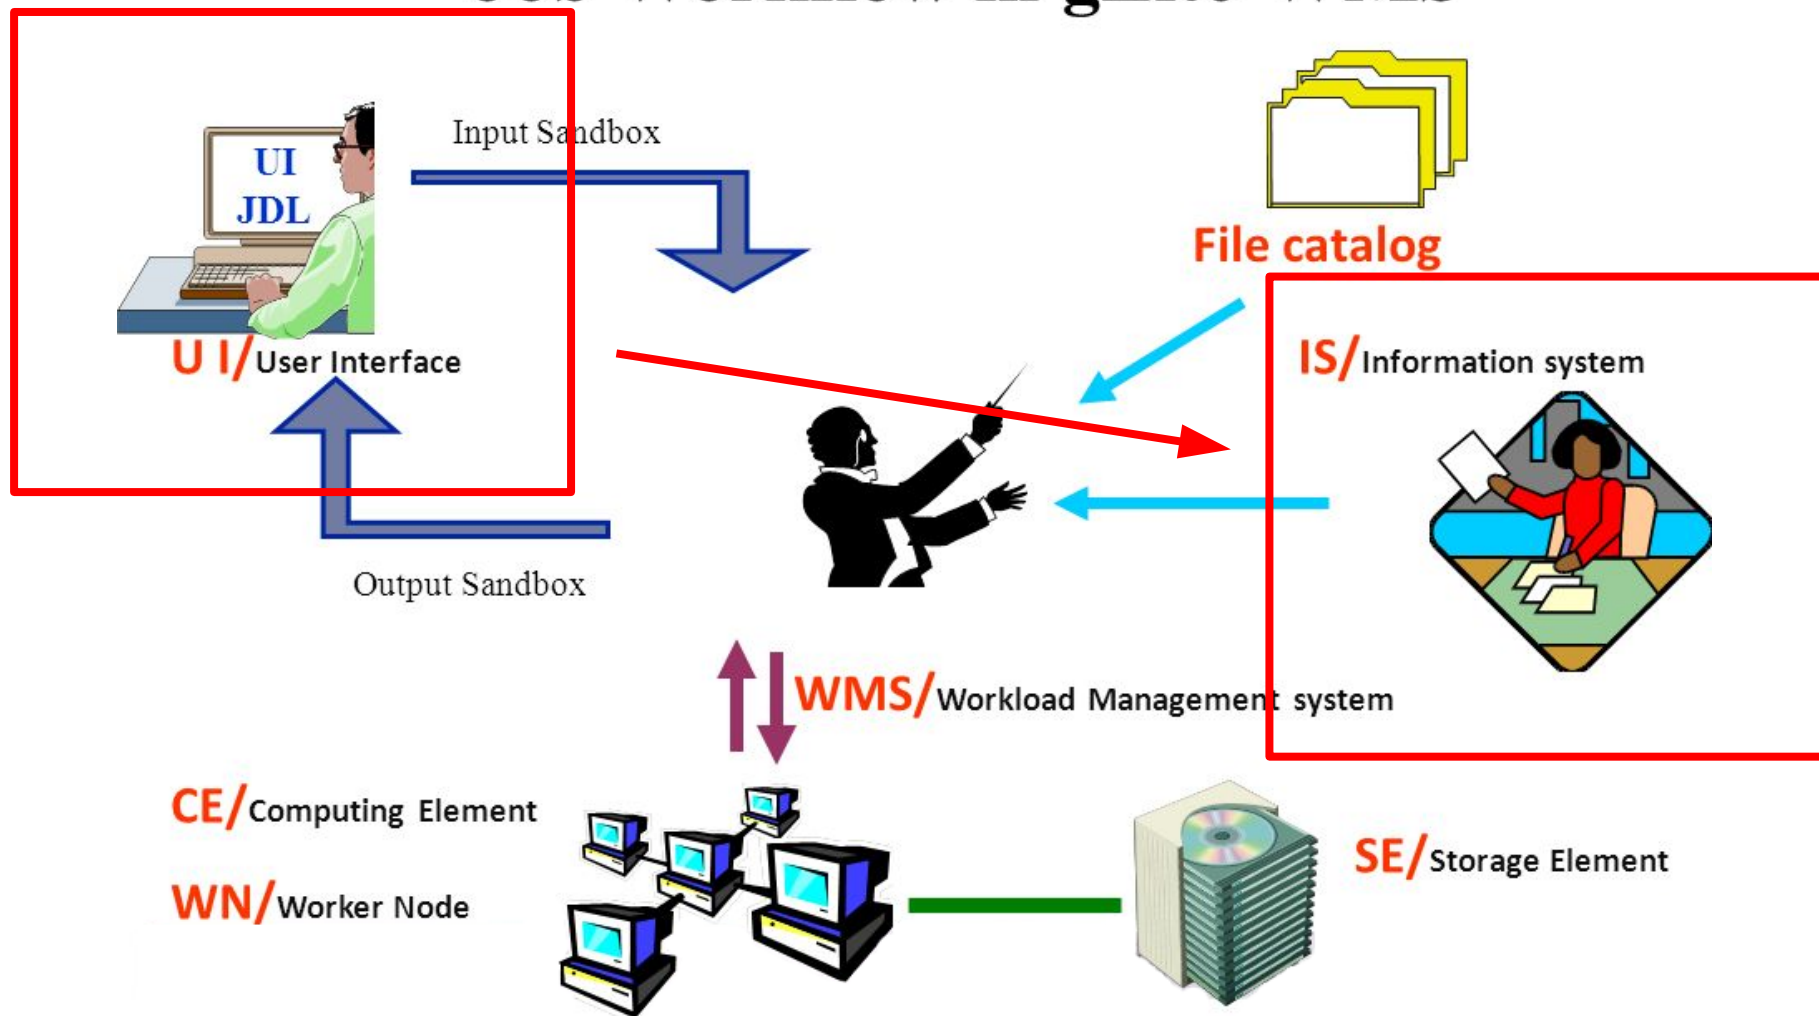 UI
JDL
Input Sandbox
File catalog
U I/User Interface
IS/Information system
Output Sandbox
WMS/Workload Management system
CE/Computing Element
WN/Worker Node
SE/Storage Element